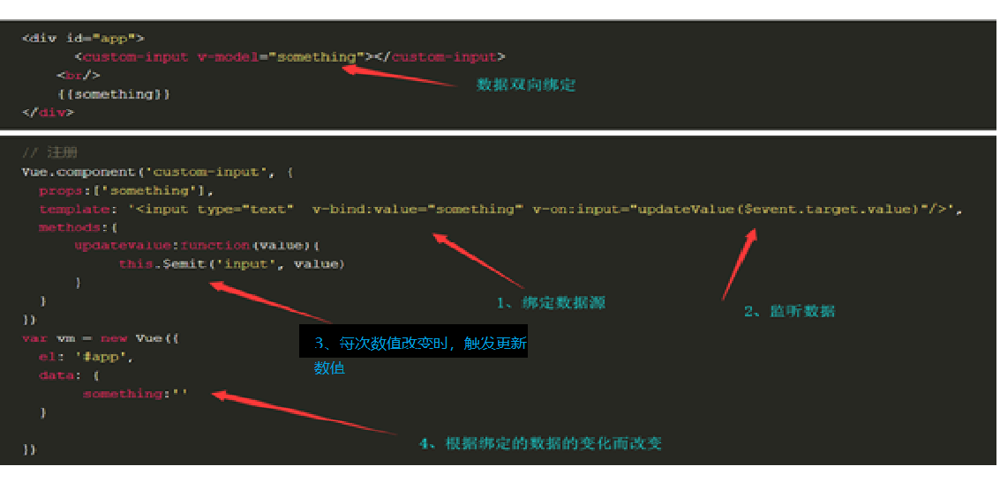 <div id="app">
<custom-input v-model="something"></custom-input>
<br/>
数据双向绑定
{{something}}
</div>
// 注册
Vue.component('custom-input', {
props:['something'],
template: '<input type="text" v-bind:value="something" v-on:input="updateValue($event.target.value)"/>',
methods:{
updateValue:function(value){
this.$emit('input', value)
}
}
1、绑定数据源
2、监听数据
})
var vm = new Vue({
3、每次数值改变时，触发更新
数值
el: '#app',
data: {
something:''
}
4、根据绑定的数据的变化而改变
})